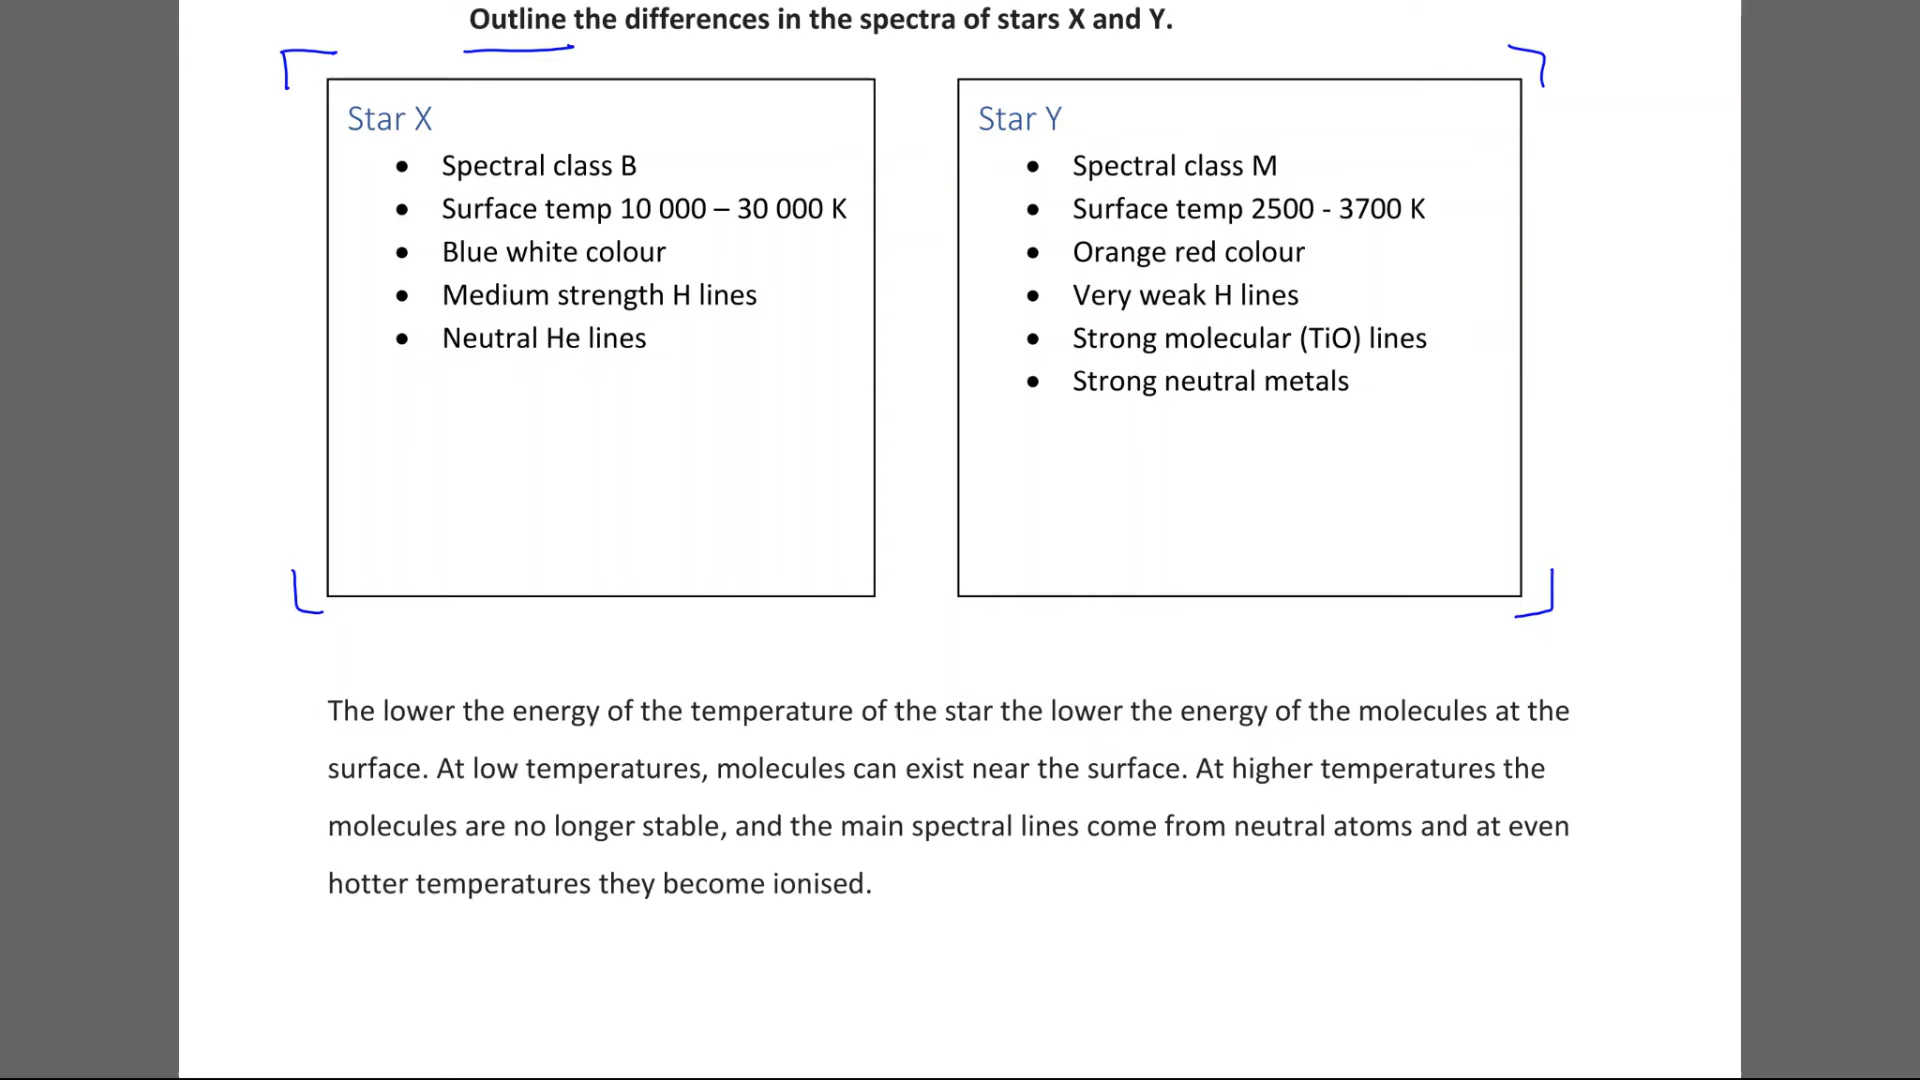 Outline the differences in the spectra of stars X and Y.
Star X
• Spectral class B
• Surface temp 10 000 – 30 000 K
• Blue white colour
• Medium strength H lines
• Neutral He lines
Star Y
• Spectral class M
• Surface temp 2500 - 3700 K
• Orange red colour
• Very weak H lines
• Strong molecular (TiO) lines
• Strong neutral metals
The lower the energy of the temperature of the star the lower the energy of the molecules at the
surface. At low temperatures, molecules can exist near the surface. At higher temperatures the
molecules are no longer stable, and the main spectral lines come from neutral atoms and at even
hotter temperatures they become ionised.